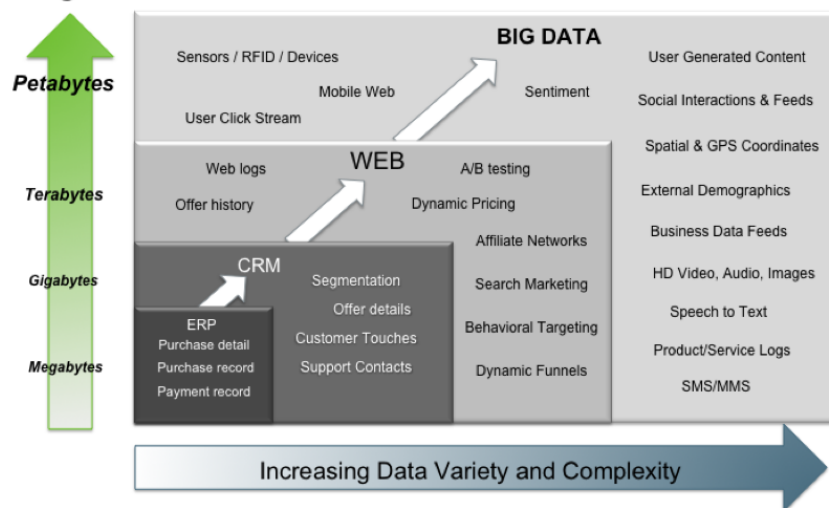 Petabytes
Terabytes
Gigabytes
Megabytes
BIG DATA
Sensors / RFID / Devices
Mobile Web
User Click Stream
Sentiment
User Generated Content
Social Interactions & Feeds
Spatial & GPS Coordinates
External Demographics
Business Data Feeds
HD Video, Audio, Images
Speech to Text
Product/Service Logs
SMS/MMS
WEB
Web logs
Offer history
A/B testing
Dynamic Pricing
Affiliate Networks
Search Marketing
Behavioral Targeting
Dynamic Funnels
CRM
Segmentation
Offer details
Customer Touches
Support Contacts
ERP
Purchase detail
Purchase record
Payment record
Increasing Data Variety and Complexity